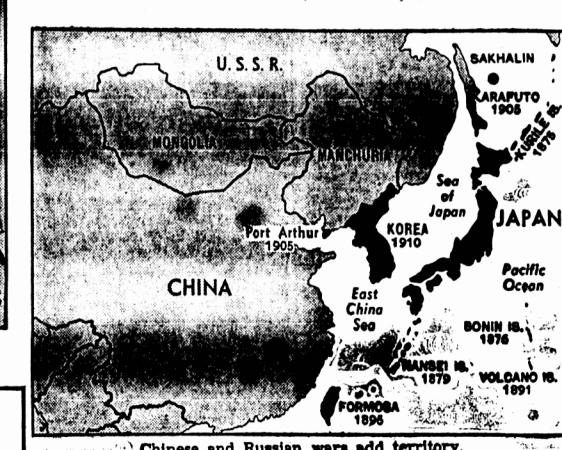 U.S.S.R.
SAKHALIN
KARAFUTO
1905
KURILE IS.
1875
MONGOLIA
MANCHURIA
Sea
of
Japan
JAPAN
Port Arthur
1905
KOREA
1910
CHINA
Pacific
Ocean
East
China
Sea
BONIN IS.
1876
NANSEI IS.
1879
VOLCANO IS.
1891
FORMOSA
1895
Chinese and Russian wars add territory.